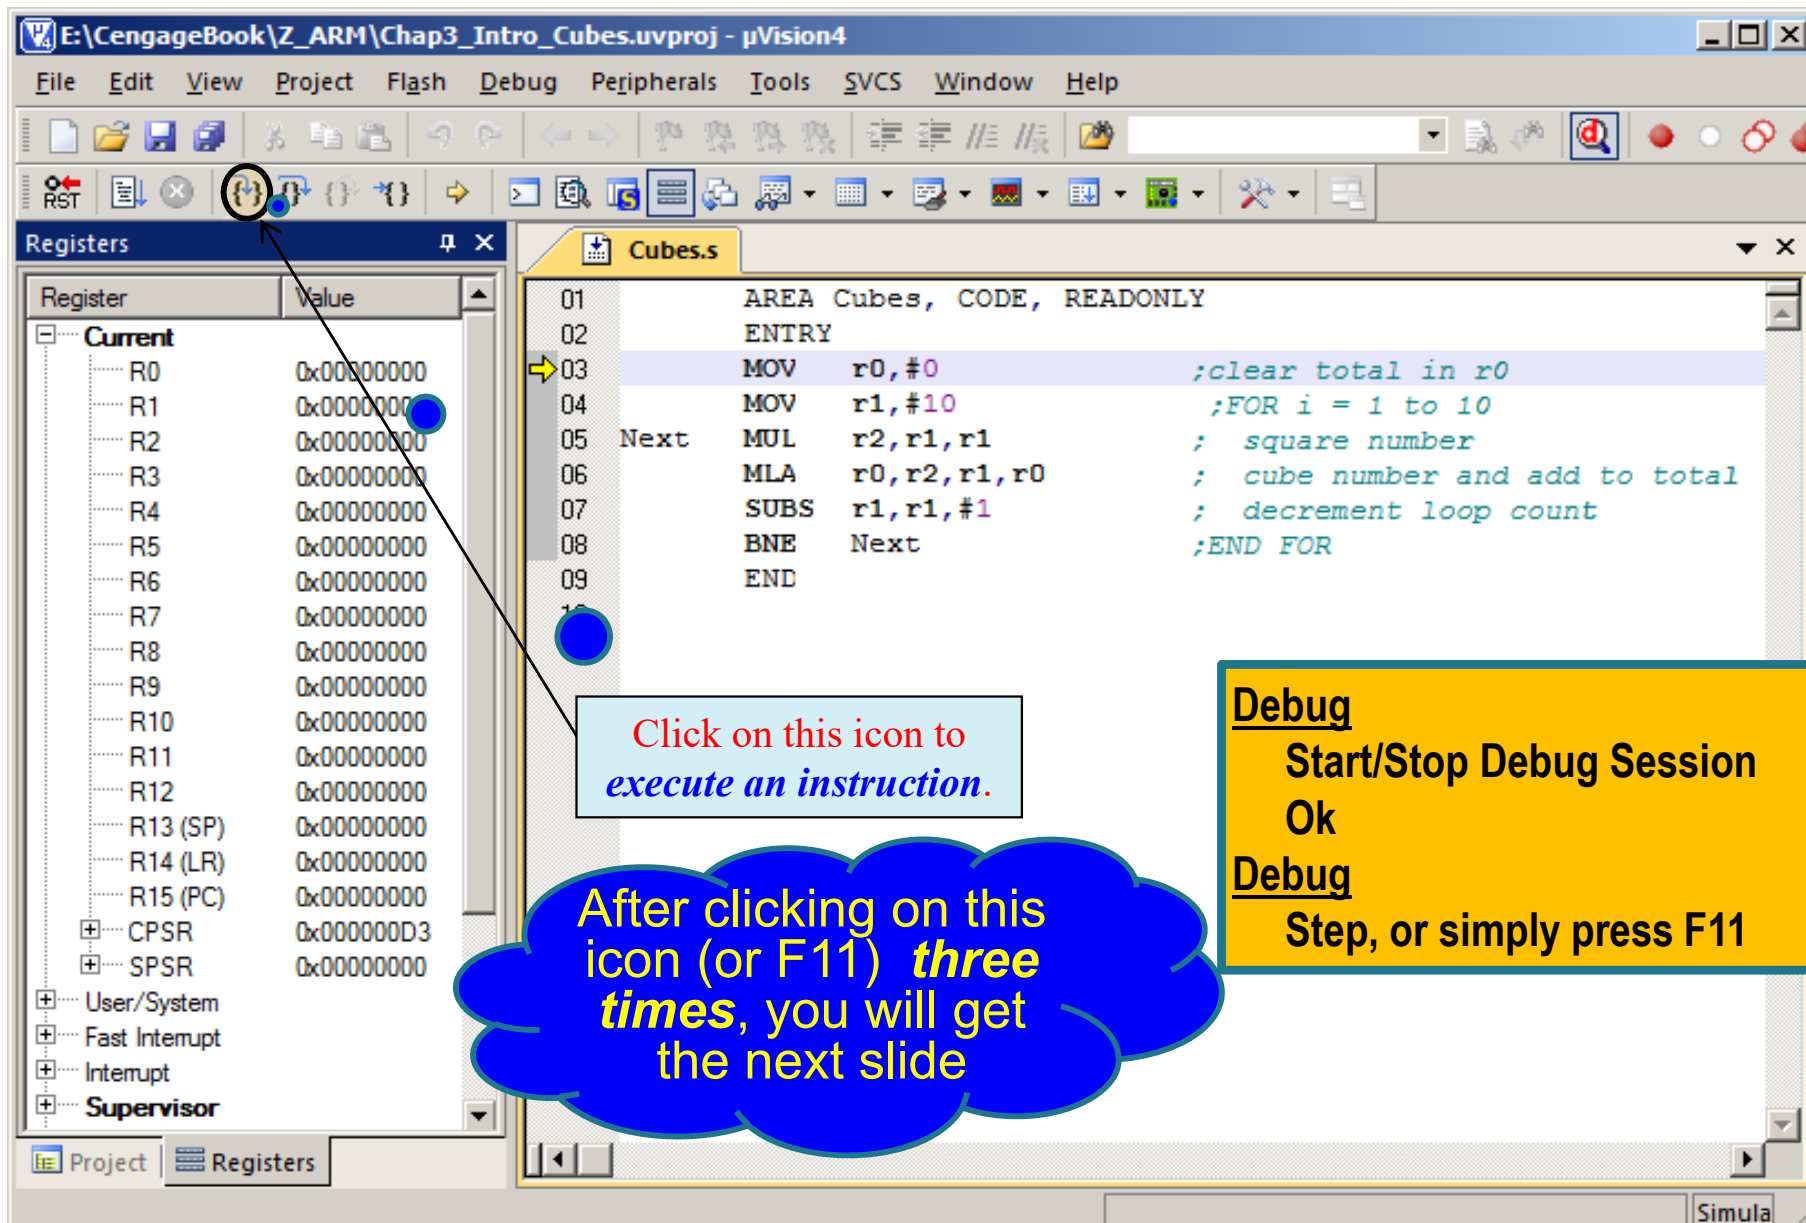 E:\CengageBook\Z_ARM\Chap3_Intro_Cubes.uvproj - µVision4
File Edit View Project Flash Debug Peripherals Tools SVCS Window Help
RST
Registers
Register Value
Current
R0 0x00000000
R1
R2 0x00000000
R3 0x00000000
R4 0x00000000
R5 0x00000000
R6 0x00000000
R7 0x00000000
R8 0x00000000
R9 0x00000000
R10 0x00000000
R11 0x00000000
R12 0x00000000
R13 (SP) 0x00000000
R14 (LR) 0x00000000
R15 (PC) 0x00000000
CPSR 0x000000D3
SPSR 0x00000000
User/System
Fast Interrupt
Interrupt
Supervisor
Project Registers
Cubes.s
01 AREA Cubes, CODE, READONLY
02 ENTRY
03 MOV r0,#0 ;clear total in r0
04 MOV r1,#10 ;FOR i = 1 to 10
05 Next MUL r2,r1,r1 ; square number
06 MLA r0,r2,r1,r0 ; cube number and add to total
07 SUBS r1,r1,#1 ; decrement loop count
08 BNE Next ;END FOR
09 END
Click on this icon to
execute an instruction.
After clicking on this
icon (or F11) three
times, you will get
the next slide
Debug
Start/Stop Debug Session
Ok
Debug
Step, or simply press F11
Simula